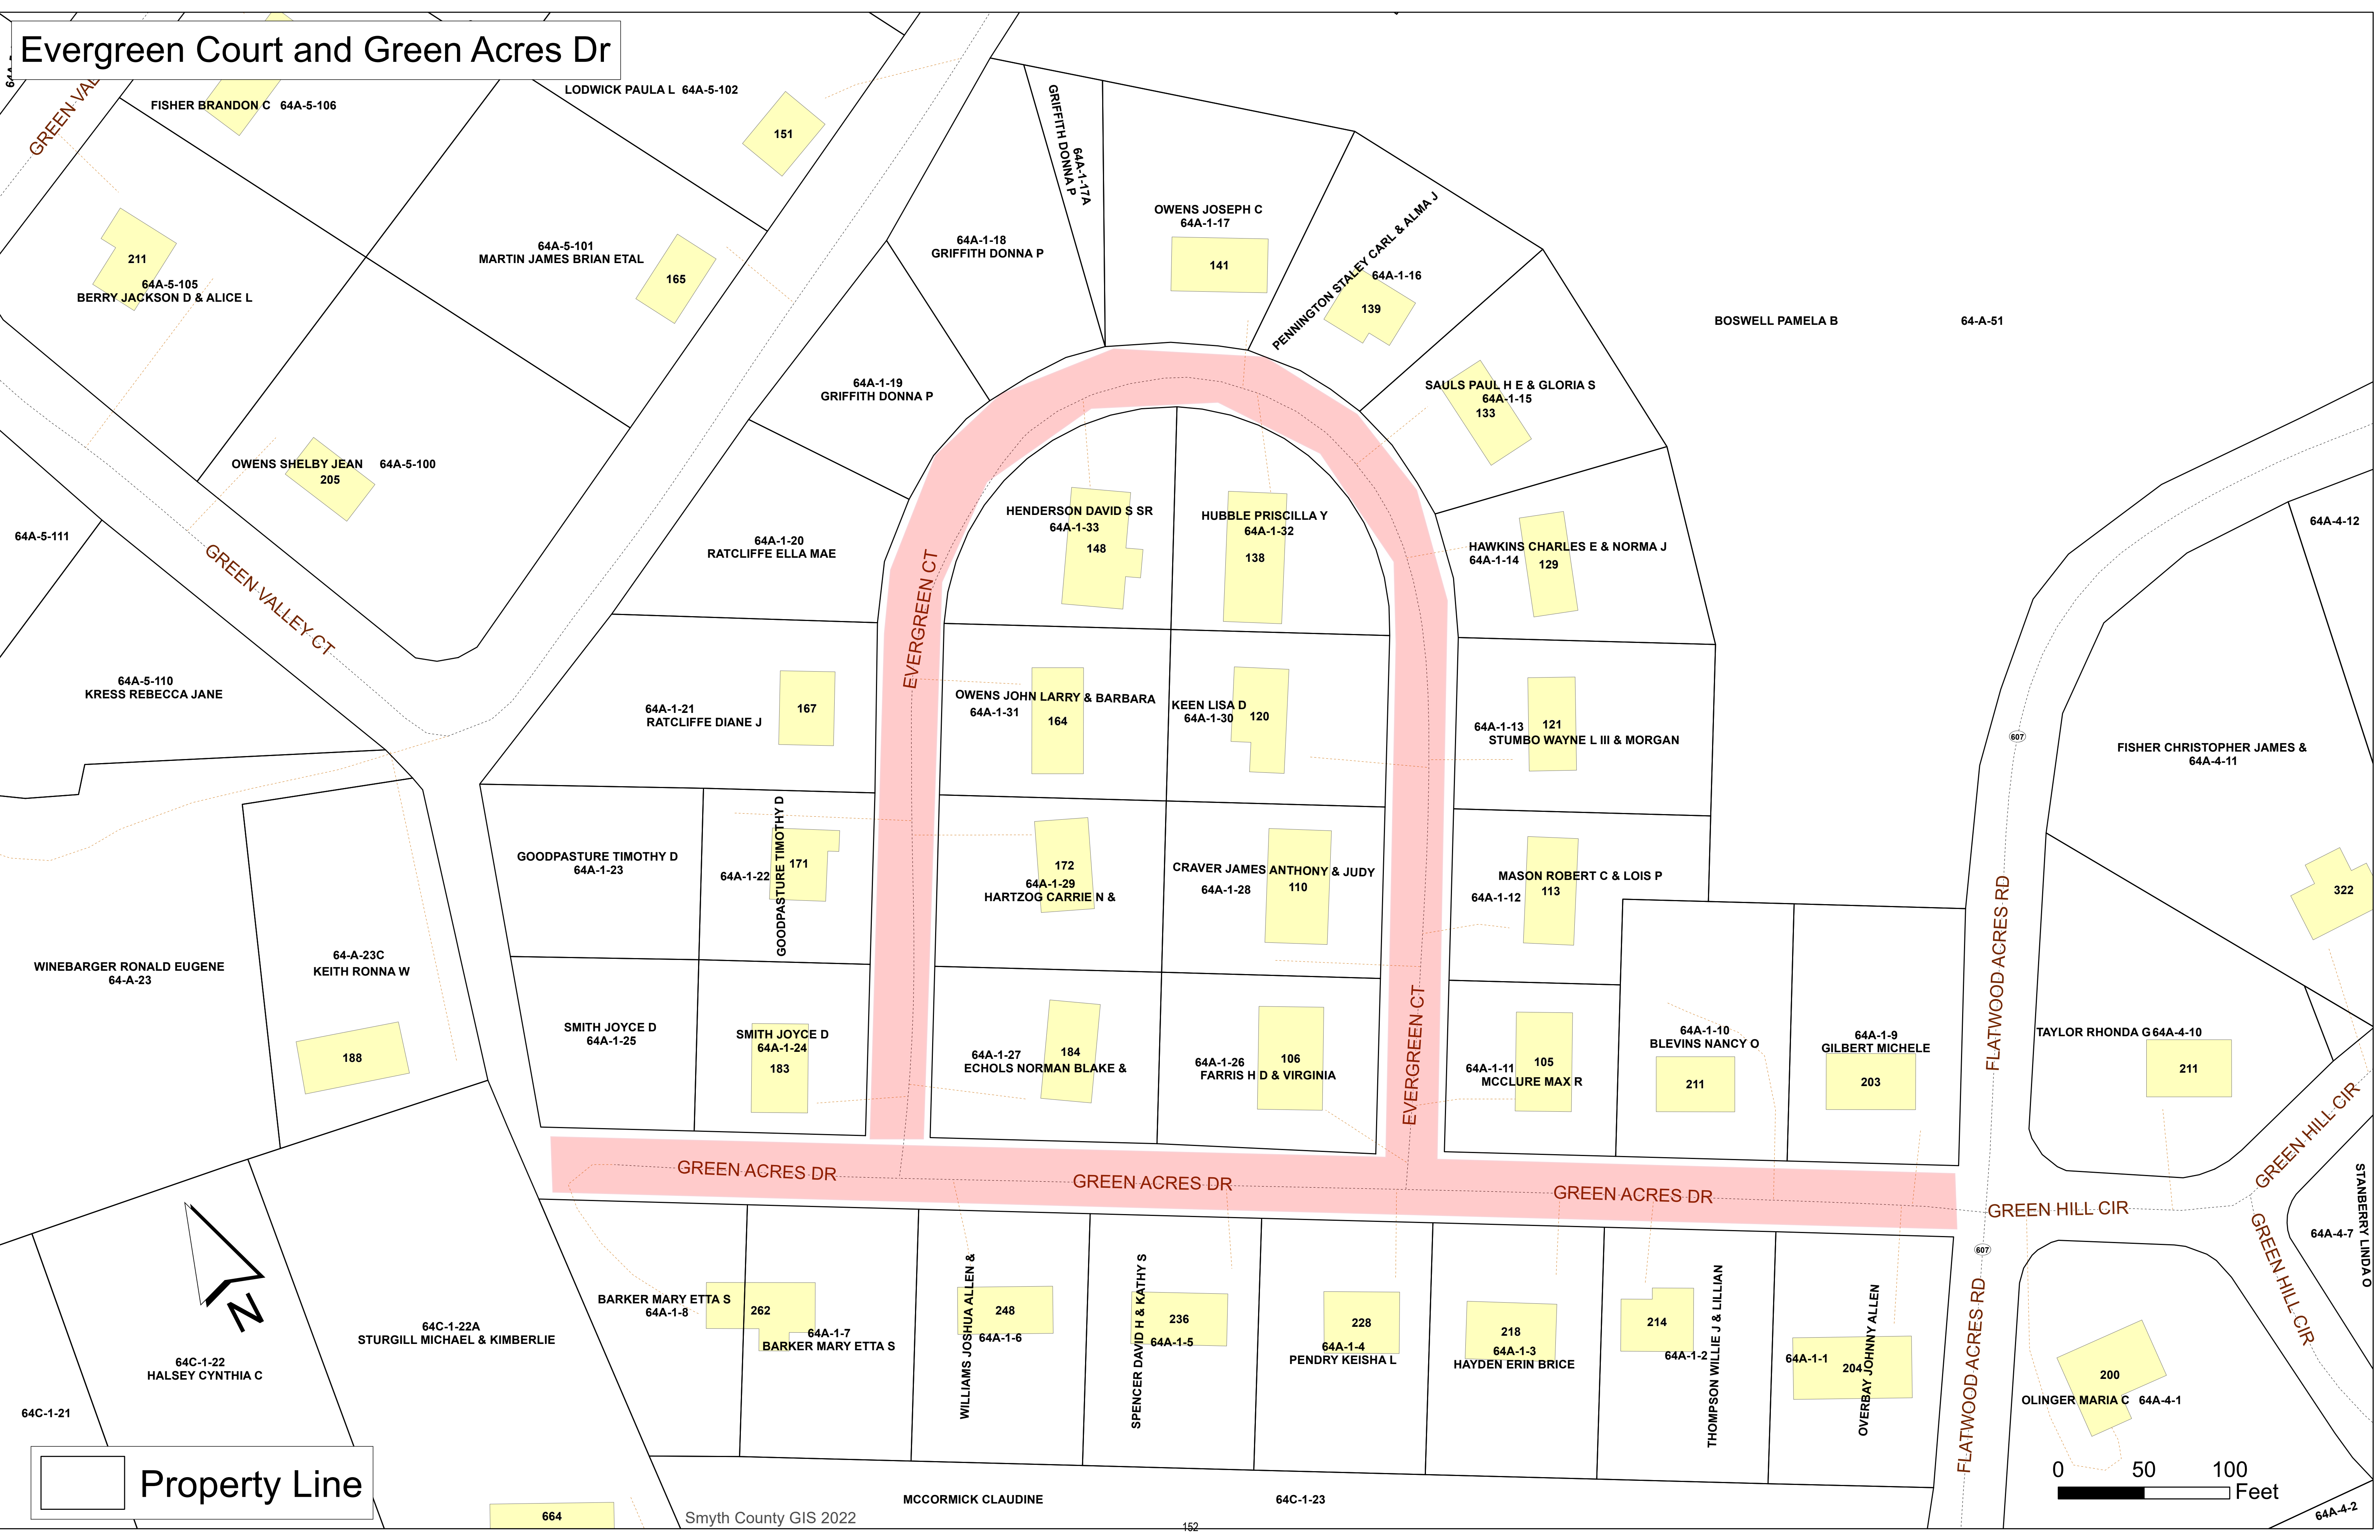 Evergreen Court and Green Acres Dr
GREEN VAL
FISHER BRANDON C 64A-5-106
LODWICK PAULA L 64A-5-102
151
GRIFFITH DONNA P
64A-1-17A
OWENS JOSEPH C
64A-1-17
141
PENNINGTON STALEY CARL & ALMA J
64A-1-16
139
64A-1-18
GRIFFITH DONNA P
211
64A-5-105
BERRY JACKSON D & ALICE L
64A-5-101
MARTIN JAMES BRIAN ETAL
165
BOSWELL PAMELA B 64-A-51
64A-1-19
GRIFFITH DONNA P
SAULS PAUL H E & GLORIA S
64A-1-15
133
OWENS SHELBY JEAN 64A-5-100
205
64A-5-111
GREEN VALLEY CT
64A-1-20
RATCLIFFE ELLA MAE
EVERGREEN CT
HENDERSON DAVID S SR
64A-1-33
148
HUBBLE PRISCILLA Y
64A-1-32
138
HAWKINS CHARLES E & NORMA J
64A-1-14
129
64A-4-12
64A-5-110
KRESS REBECCA JANE
64A-1-21
RATCLIFFE DIANE J
167
OWENS JOHN LARRY & BARBARA
64A-1-31
164
KEEN LISA D
64A-1-30
120
64A-1-13
121
STUMBO WAYNE L III & MORGAN
607
FISHER CHRISTOPHER JAMES &
64A-4-11
GOODPASTURE TIMOTHY D
64A-1-23
64A-1-22
GOODPASTURE TIMOTHY D
171
172
64A-1-29
HARTZOG CARRIE N &
CRAVER JAMES ANTHONY & JUDY
64A-1-28
110
MASON ROBERT C & LOIS P
64A-1-12
113
322
FLATWOOD ACRES RD
WINEBARGER RONALD EUGENE
64-A-23
64-A-23C
KEITH RONNA W
188
SMITH JOYCE D
64A-1-25
SMITH JOYCE D
64A-1-24
183
64A-1-27
184
ECHOLS NORMAN BLAKE &
64A-1-26
106
FARRIS H D & VIRGINIA
EVERGREEN CT
64A-1-11
105
MCCLURE MAX R
64A-1-10
BLEVINS NANCY O
211
64A-1-9
GILBERT MICHELE
203
TAYLOR RHONDA G 64A-4-10
211
GREEN HILL CIR
GREEN ACRES DR
GREEN ACRES DR
GREEN ACRES DR
GREEN HILL CIR
GREEN HILL CIR
STANBERRY LINDA O
64A-4-7
607
N
BARKER MARY ETTA S
64A-1-8
262
64A-1-7
BARKER MARY ETTA S
WILLIAMS JOSHUA ALLEN &
248
64A-1-6
SPENCER DAVID H & KATHY S
236
64A-1-5
228
64A-1-4
PENDRY KEISHA L
218
64A-1-3
HAYDEN ERIN BRICE
214
64A-1-2
THOMPSON WILLIE J & LILLIAN
64A-1-1
204
OVERBAY JOHNNY ALLEN
FLATWOOD ACRES RD
200
OLINGER MARIA C 64A-4-1
64C-1-22A
STURGILL MICHAEL & KIMBERLIE
64C-1-22
HALSEY CYNTHIA C
64C-1-21
Property Line
664
MCCORMICK CLAUDINE 64C-1-23
Smyth County GIS 2022
152
0 50 100
Feet
64A-4-2